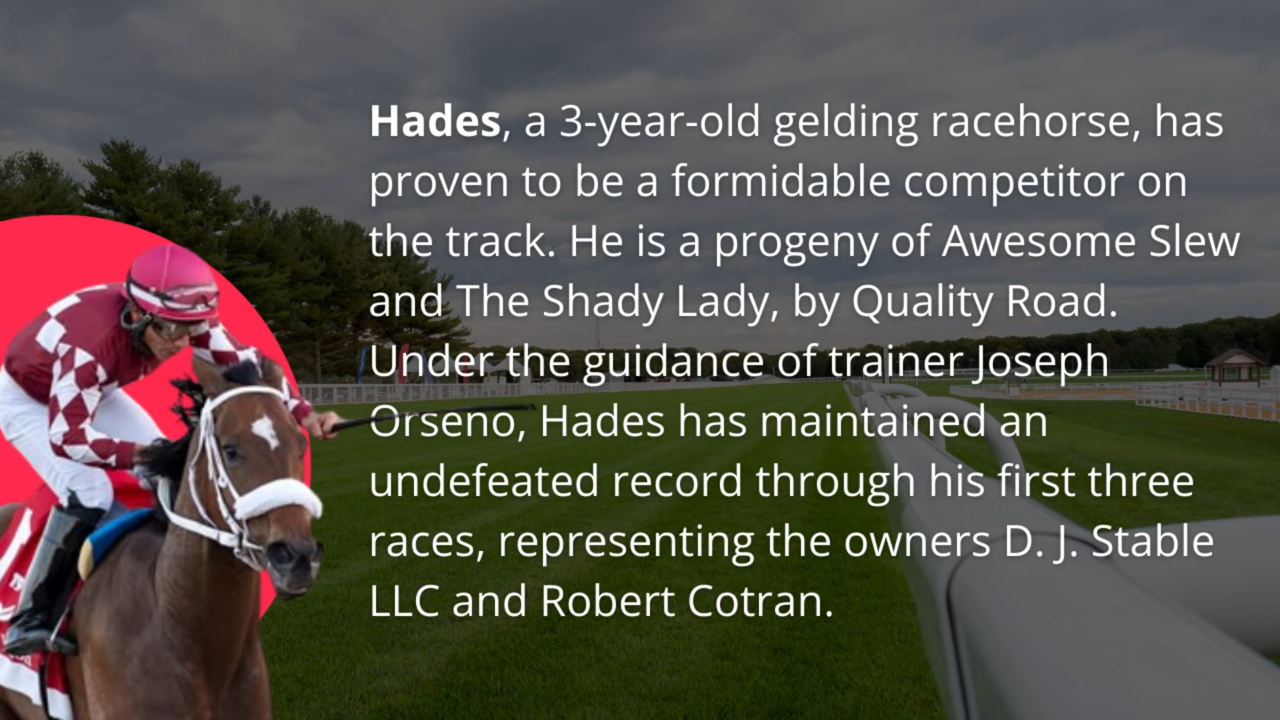 Hades, a 3-year-old gelding racehorse, has
proven to be a formidable competitor on
the track. He is a progeny of Awesome Slew
and The Shady Lady, by Quality Road.
Under the guidance of trainer Joseph
Orseno, Hades has maintained an
undefeated record through his first three
races, representing the owners D. J. Stable
LLC and Robert Cotran.